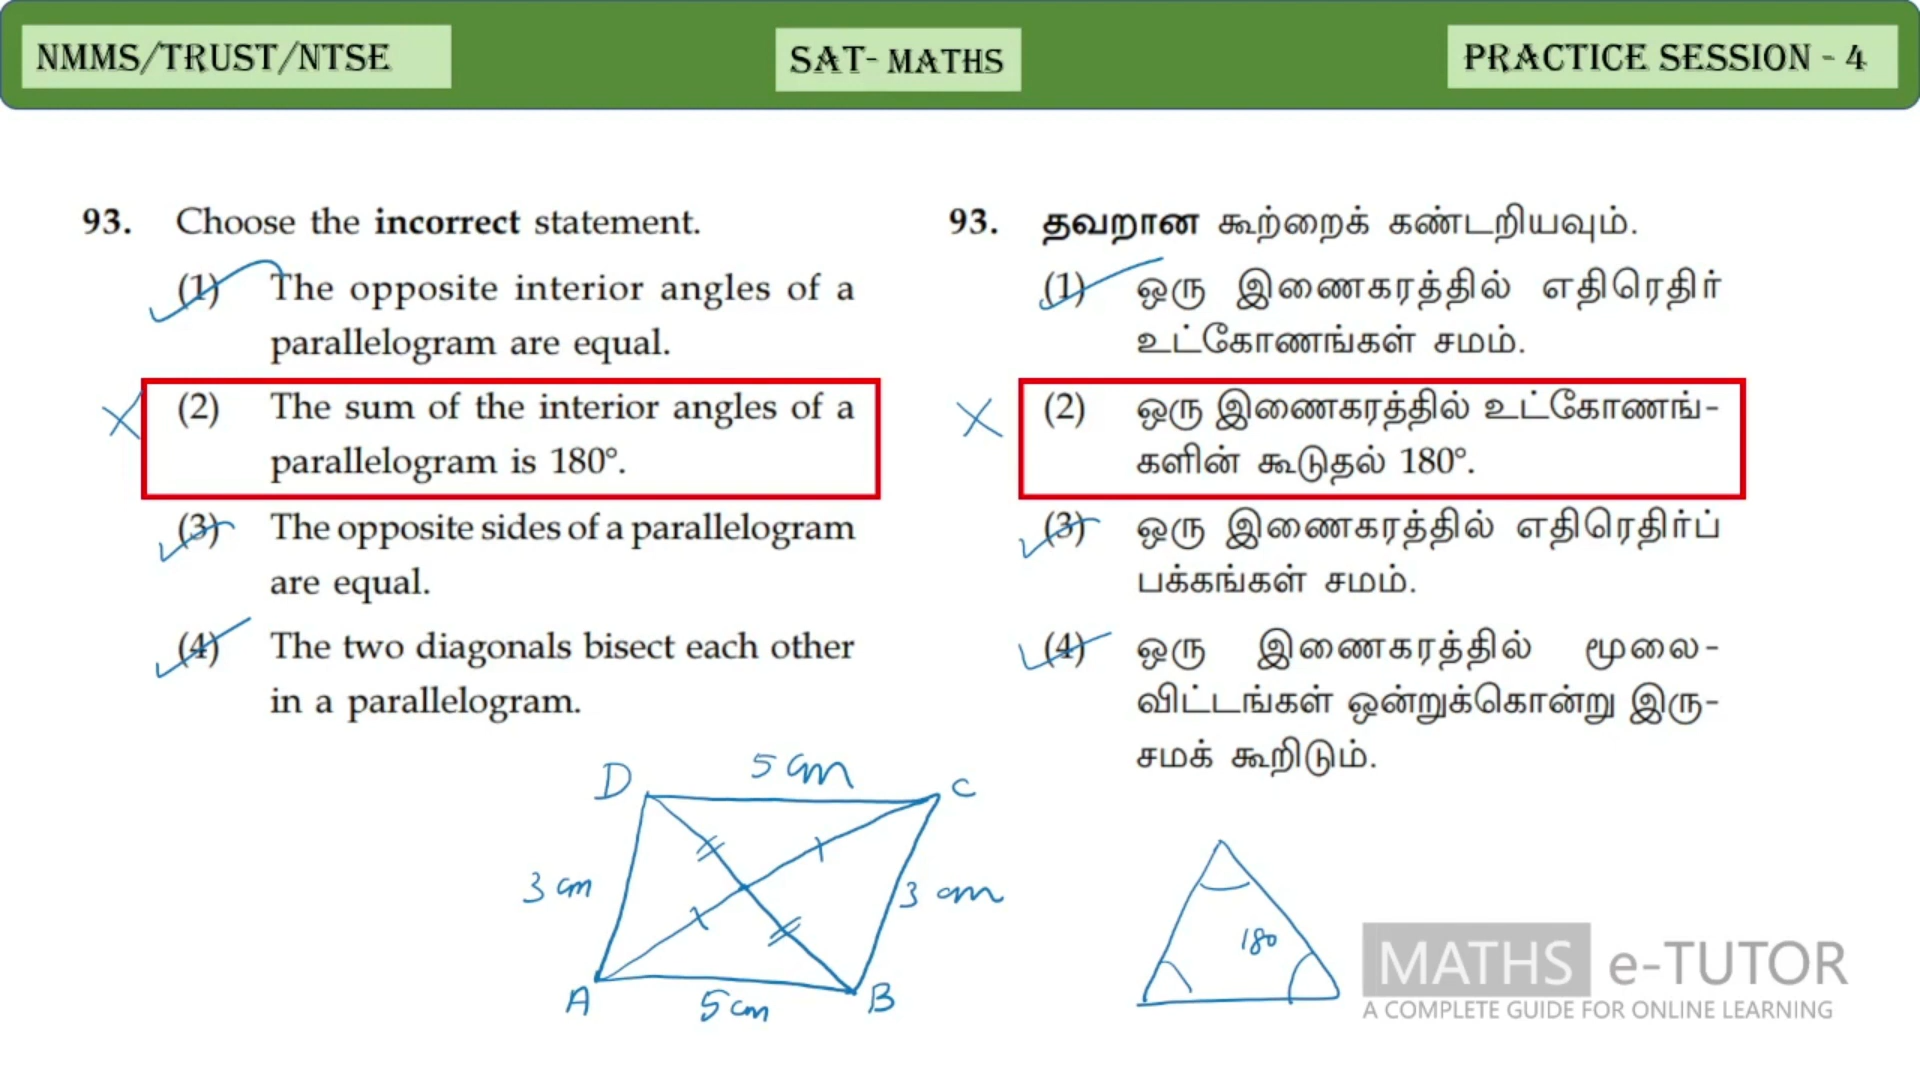 NMMS/TRUST/NTSE
SAT- MATHS
PRACTICE SESSION - 4
93. Choose the incorrect statement.
(1) The opposite interior angles of a
parallelogram are equal.
(2) The sum of the interior angles of a
parallelogram is 180°.
(3) The opposite sides of a parallelogram
are equal.
(4) The two diagonals bisect each other
in a parallelogram.
93. தவறான கூற்றைக் கண்டறியவும்.
(1) ஒரு இணைகரத்தில் எதிரெதிர்
உட்கோணங்கள் சமம்.
(2) ஒரு இணைகரத்தில் உட்கோணங்-
களின் கூடுதல் 180°.
(3) ஒரு இணைகரத்தில் எதிரெதிர்ப்
பக்கங்கள் சமம்.
(4) ஒரு இணைகரத்தில் மூலை-
விட்டங்கள் ஒன்றுக்கொன்று இரு-
சமக் கூறிடும்.
D 5 cm C
3 cm 3 cm
A 5 cm B
180
MATHS e-TUTOR
A COMPLETE GUIDE FOR ONLINE LEARNING